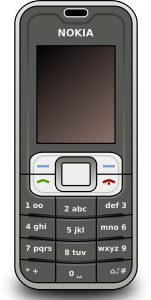 NOKIA
1 oo 2 abc def 3
4 ghi 5 jkl mno 6
7 pqrs 8 tuv wxyz 9
* + 0 ⎵ ⌂♪#